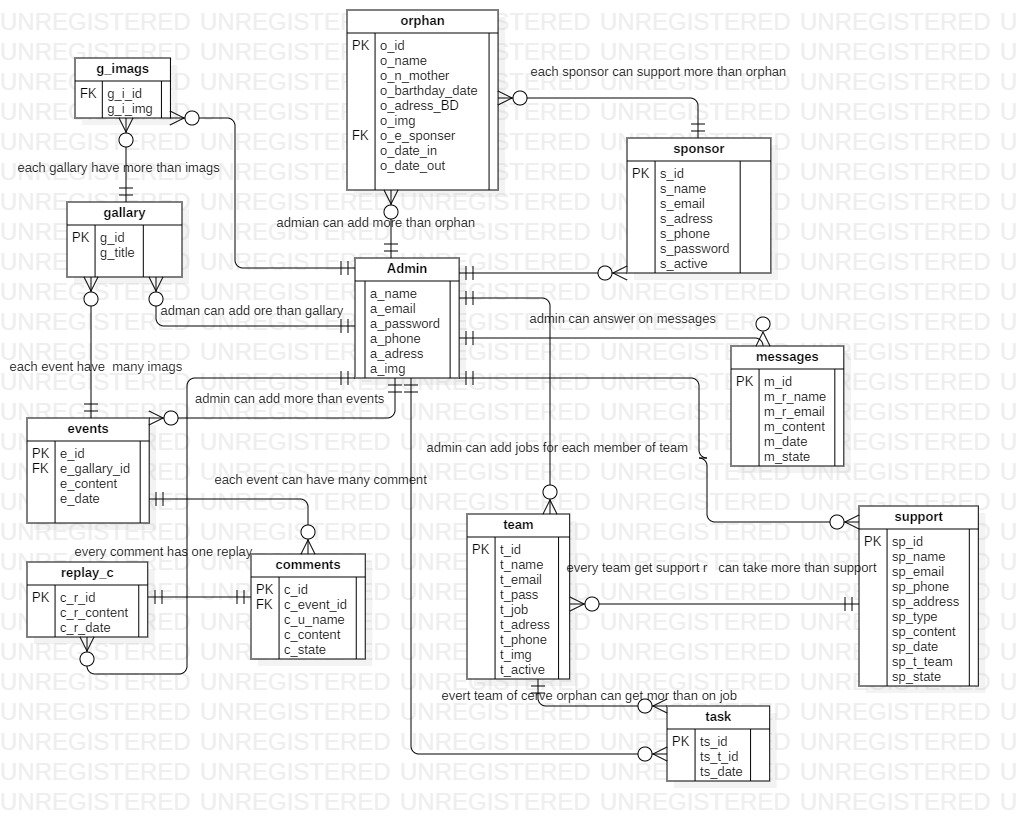 orphan
PK o_id
o_name
o_n_mother
o_barthday_date
o_adress_BD
o_img
FK o_e_sponser
o_date_in
o_date_out
g_imags
FK g_i_id
g_i_img
each sponsor can support more than orphan
sponsor
PK s_id
s_name
s_email
s_adress
s_phone
s_password
s_active
each gallary have more than imags
gallary
PK g_id
g_title
admian can add more than orphan
Admin
a_name
a_email
a_password
a_phone
a_adress
a_img
adman can add ore than gallary
admin can answer on messages
messages
PK m_id
m_r_name
m_r_email
m_content
m_date
m_state
each event have many imags
admin can add more than events
events
PK e_id
FK e_gallary_id
e_content
e_date
admin can add jobs for each member of team
each event can have many comment
every comment has one replay
replay_c
PK c_r_id
c_r_content
c_r_date
comments
PK c_id
FK c_event_id
c_u_name
c_content
c_state
team
PK t_id
t_name
t_email
t_pass
t_job
t_adress
t_phone
t_img
t_active
every team get support r can take more than support
support
PK sp_id
sp_name
sp_email
sp_phone
sp_address
sp_type
sp_content
sp_date
sp_t_team
sp_state
evert team of cerve orphan can get mor than on job
task
PK ts_id
ts_t_id
ts_date
UNREGISTERED